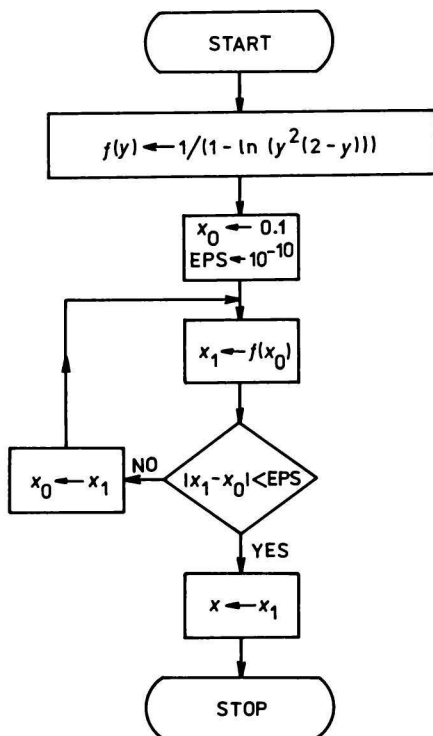 START
f(y) ← 1/(1 - ln (y²(2 - y)))
x₀ ← 0.1
EPS ← 10⁻¹⁰
x₁ ← f(x₀)
|x₁ - x₀| < EPS
NO
x₀ ← x₁
YES
x ← x₁
STOP